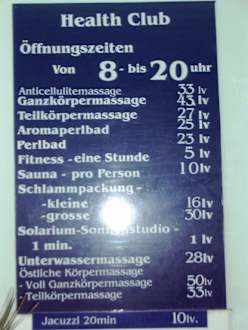 Health Club
Öffnungszeiten
Von 8 - bis 20 uhr
Anticellulitemassage 33 lv
Ganzkörpermassage 43 lv
Teilkörpermassage 27 lv
Aromaperlbad 25 lv
Perlbad 23 lv
Fitness - eine Stunde 5 lv
Sauna - pro Person 10 lv
Schlammpackung -
-kleine 16 lv
-grosse 30 lv
Solarium-Sonnenstudio -
1 min. 1 lv
Unterwassermassage 28 lv
Östliche Körpermassage
- Voll Ganzkörpermassage 50 lv
- Teilkörpermassage 33 lv
Jacuzzi 20min 10lv.